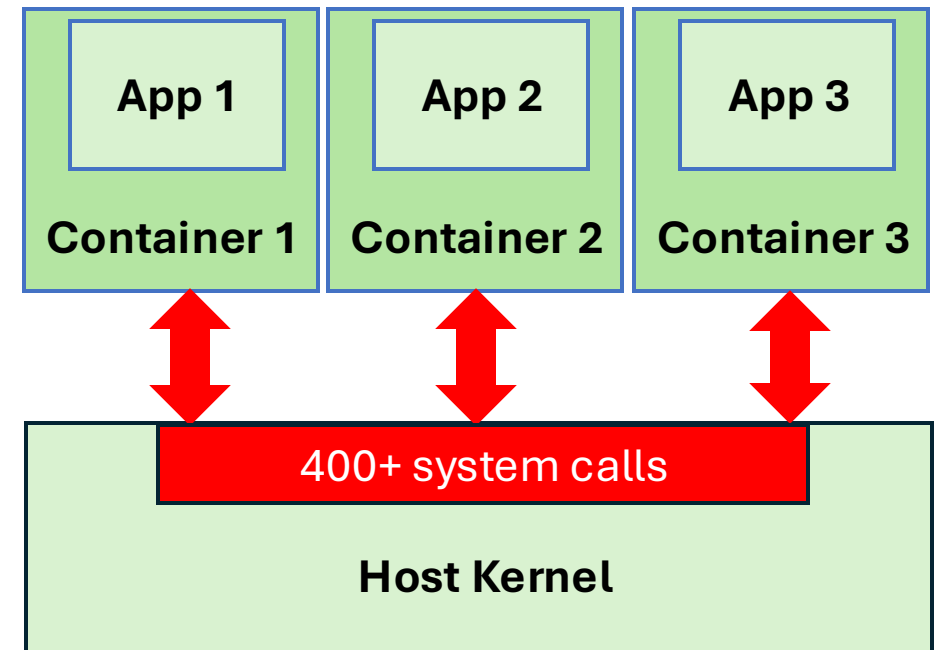 App 1
App 2
App 3
Container 1
Container 2
Container 3
400+ system calls
Host Kernel